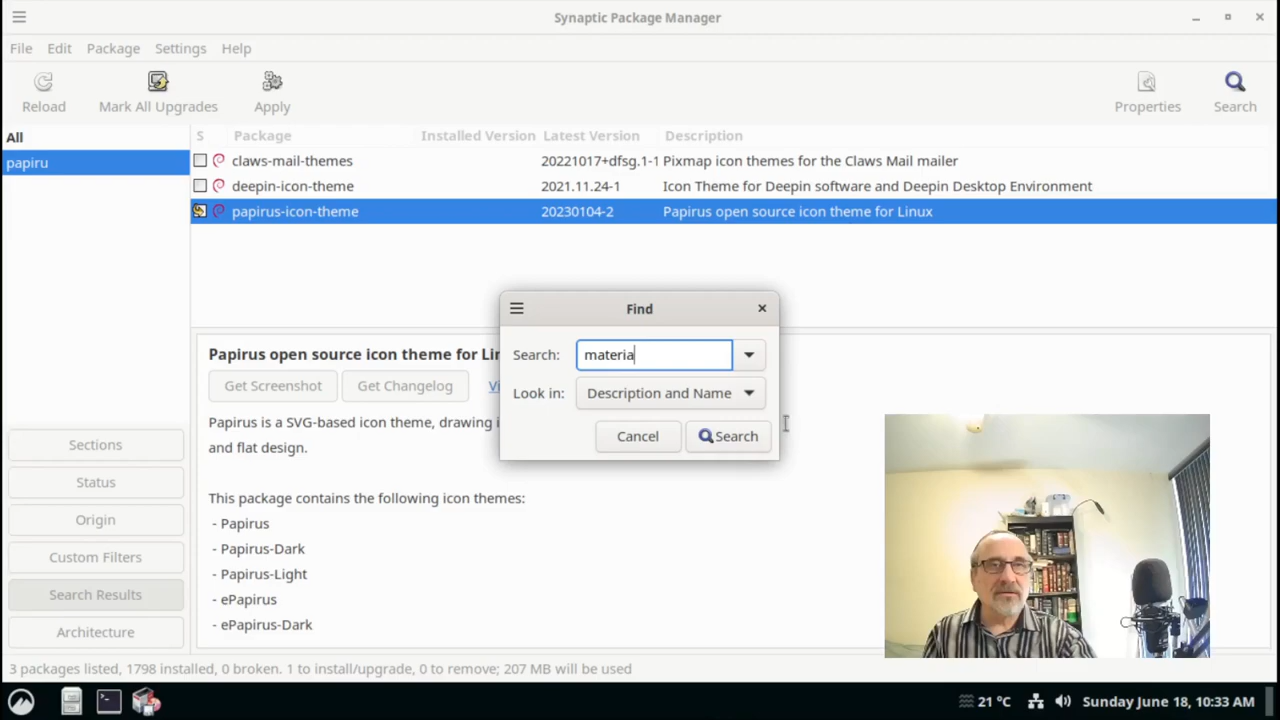 Synaptic Package Manager
File Edit Package Settings Help
Reload Mark All Upgrades Apply Properties Search
All
papiru
S Package Installed Version Latest Version Description
claws-mail-themes 20221017+dfsg.1-1 Pixmap icon themes for the Claws Mail mailer
deepin-icon-theme 2021.11.24-1 Icon Theme for Deepin software and Deepin Desktop Environment
papirus-icon-theme 20230104-2 Papirus open source icon theme for Linux
Find
Search: materia
Look in: Description and Name
Cancel Search
Papirus open source icon theme for Li
Get Screenshot Get Changelog Vi
Papirus is a SVG-based icon theme, drawing i
and flat design.
This package contains the following icon themes:
- Papirus
- Papirus-Dark
- Papirus-Light
- ePapirus
- ePapirus-Dark
Sections
Status
Origin
Custom Filters
Search Results
Architecture
3 packages listed, 1798 installed, 0 broken. 1 to install/upgrade, 0 to remove; 207 MB will be used
21 ºC Sunday June 18, 10:33 AM